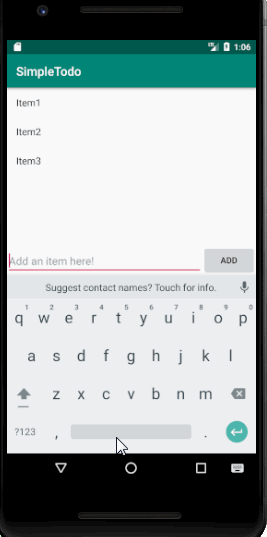 1:06
SimpleTodo
Item1
Item2
Item3
Add an item here! ADD
Suggest contact names? Touch for info.
1 2 3 4 5 6 7 8 9 0
q w e r t y u i o p
a s d f g h j k l
z x c v b n m
?123 , .